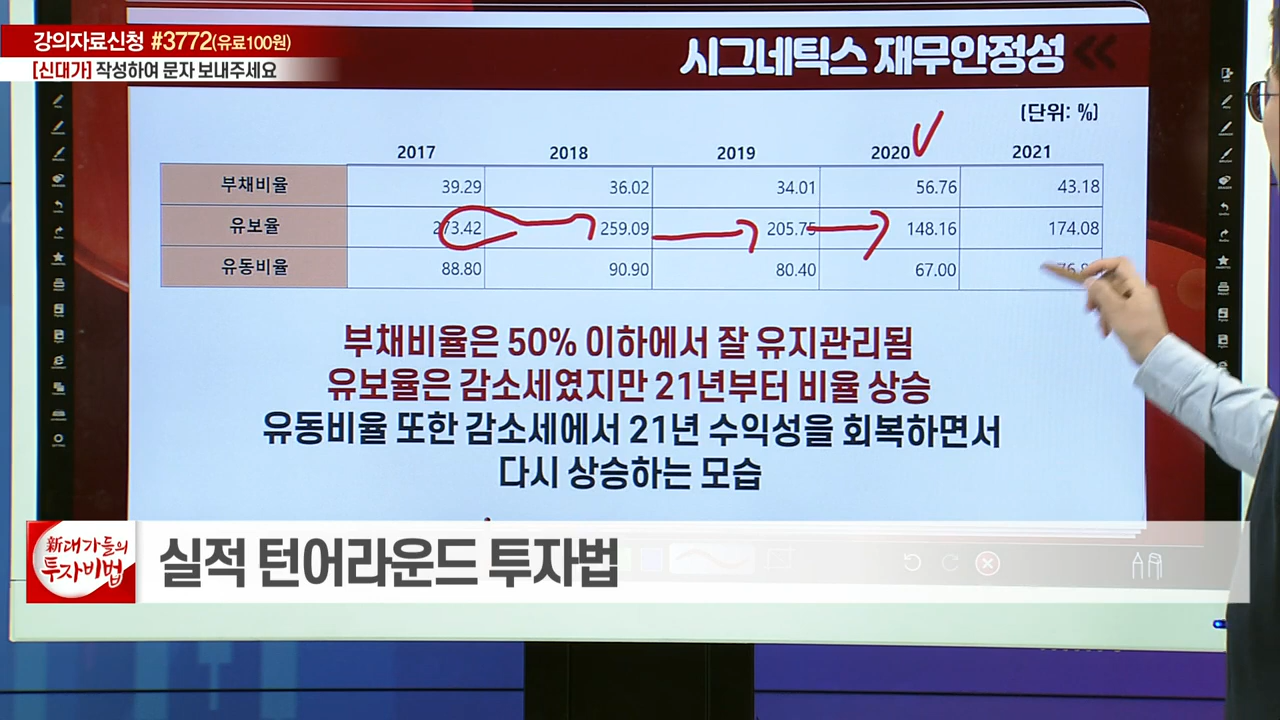 강의자료신청 #3772(유료100원)
[신대가] 작성하여 문자 보내주세요
시그네틱스 재무안정성
(단위: %)
2017 2018 2019 2020 2021
부채비율 39.29 36.02 34.01 56.76 43.18
유보율 273.42 259.09 205.75 148.16 174.08
유동비율 88.80 90.90 80.40 67.00
부채비율은 50% 이하에서 잘 유지관리됨
유보율은 감소세였지만 21년부터 비율 상승
유동비율 또한 감소세에서 21년 수익성을 회복하면서
다시 상승하는 모습
新대가들의
투자비법
실적 턴어라운드 투자법